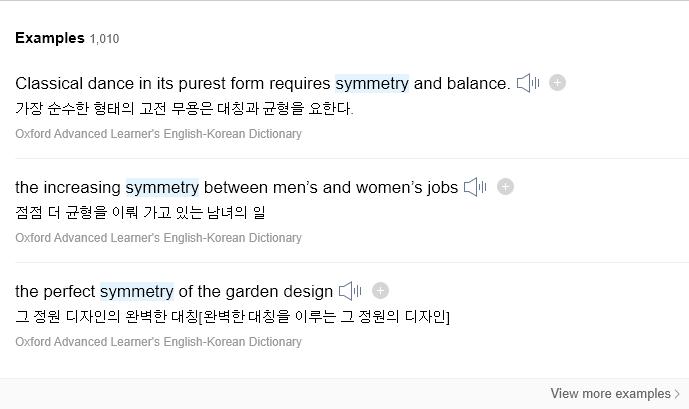 Examples 1,010
Classical dance in its purest form requires symmetry and balance.
가장 순수한 형태의 고전 무용은 대칭과 균형을 요한다.
Oxford Advanced Learner's English-Korean Dictionary
the increasing symmetry between men’s and women’s jobs
점점 더 균형을 이뤄 가고 있는 남녀의 일
Oxford Advanced Learner's English-Korean Dictionary
the perfect symmetry of the garden design
그 정원 디자인의 완벽한 대칭[완벽한 대칭을 이루는 그 정원의 디자인]
Oxford Advanced Learner's English-Korean Dictionary
View more examples